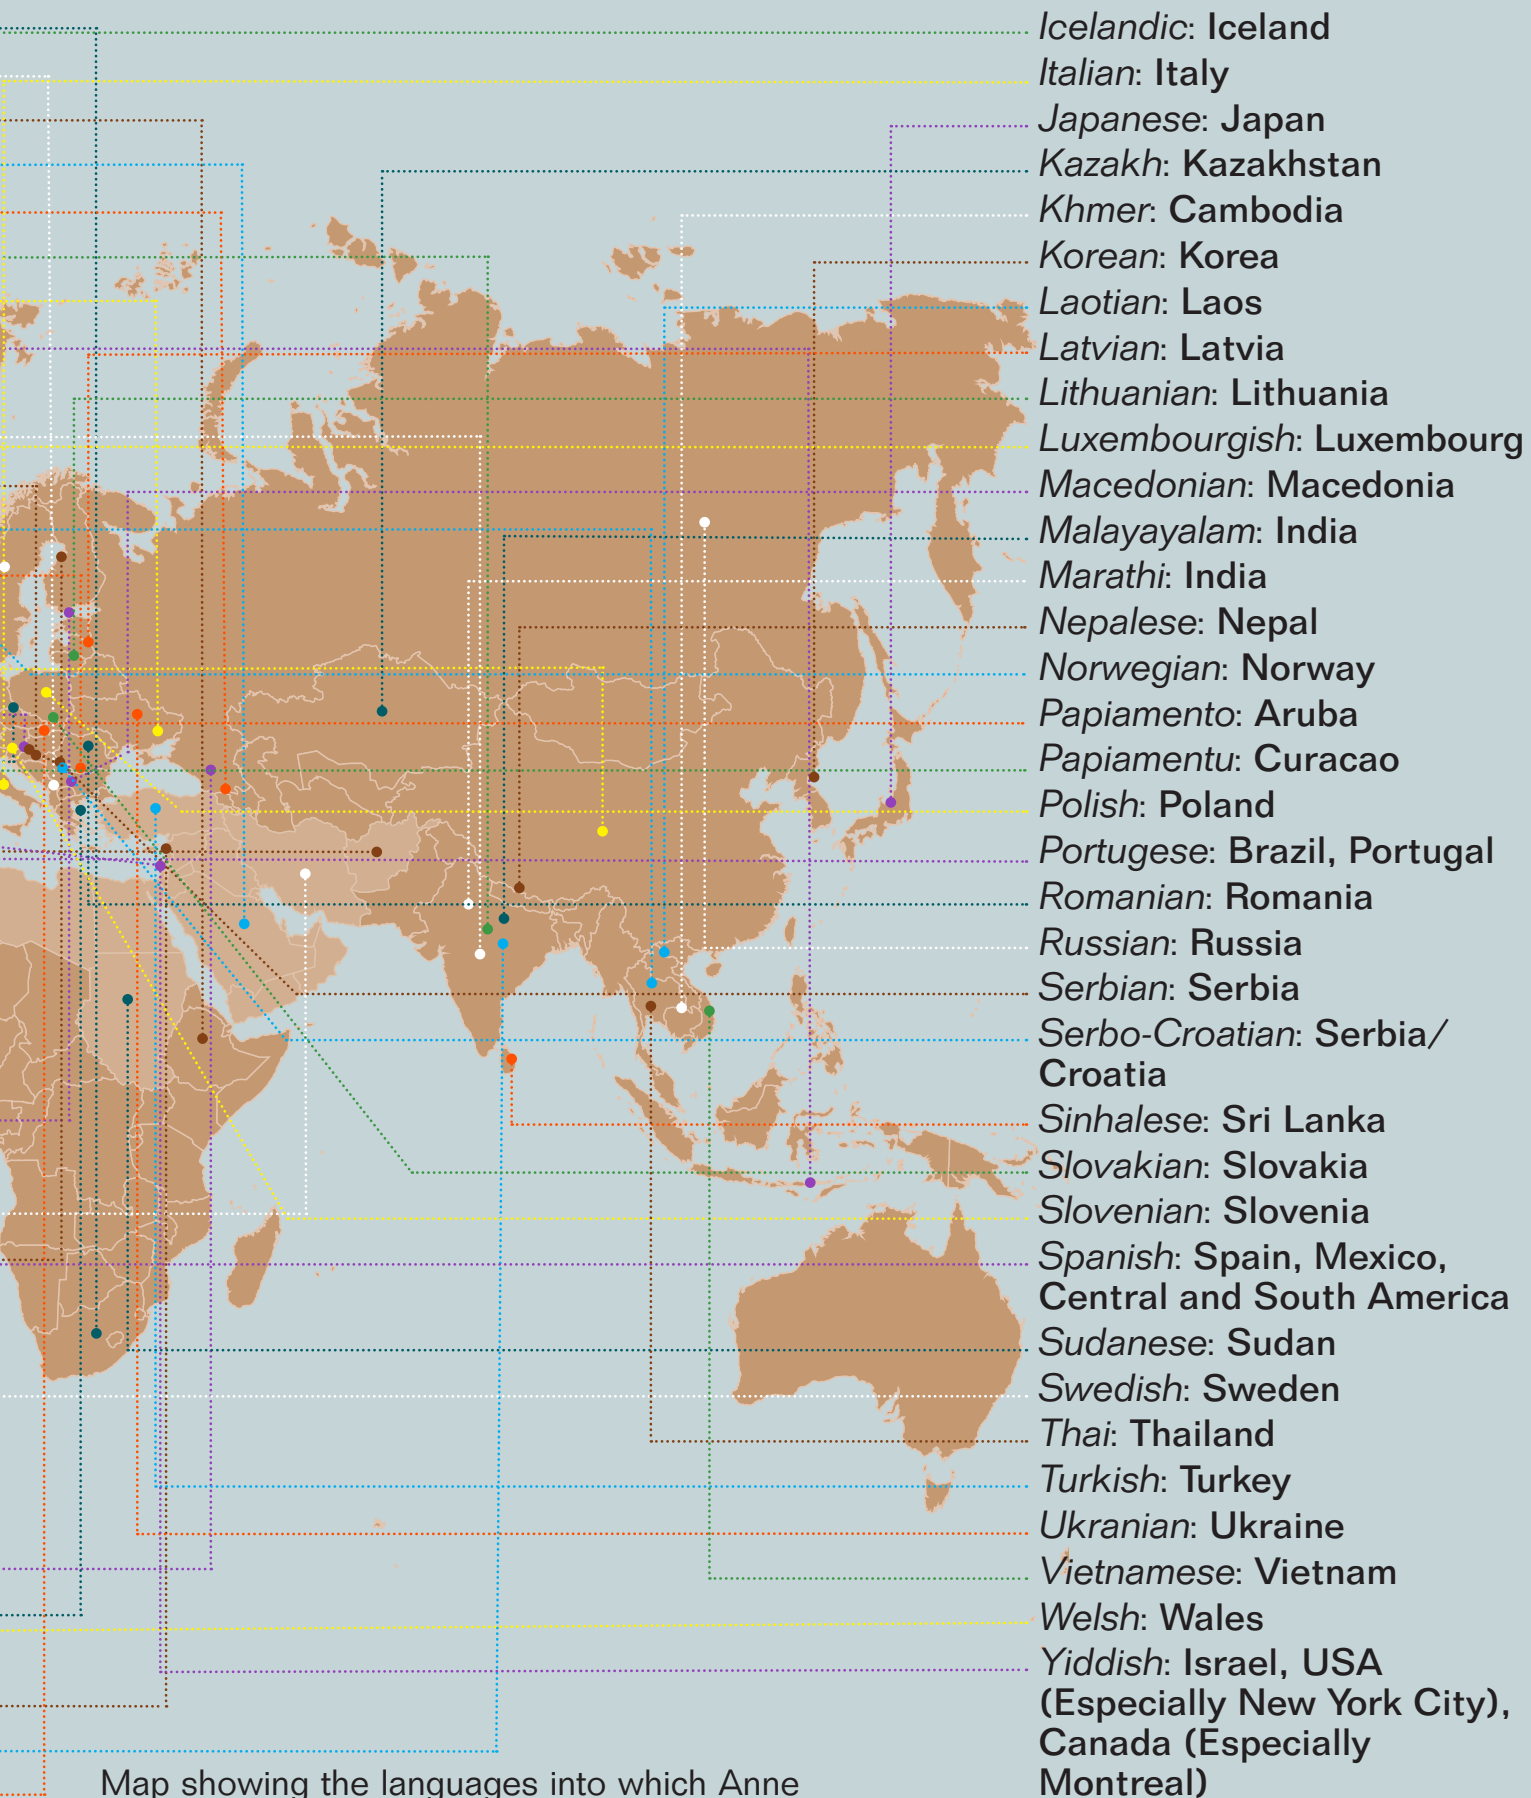 Icelandic: Iceland
Italian: Italy
Japanese: Japan
Kazakh: Kazakhstan
Khmer: Cambodia
Korean: Korea
Laotian: Laos
Latvian: Latvia
Lithuanian: Lithuania
Luxembourgish: Luxembourg
Macedonian: Macedonia
Malayayalam: India
Marathi: India
Nepalese: Nepal
Norwegian: Norway
Papiamento: Aruba
Papiamentu: Curacao
Polish: Poland
Portugese: Brazil, Portugal
Romanian: Romania
Russian: Russia
Serbian: Serbia
Serbo-Croatian: Serbia/
Croatia
Sinhalese: Sri Lanka
Slovakian: Slovakia
Slovenian: Slovenia
Spanish: Spain, Mexico,
Central and South America
Sudanese: Sudan
Swedish: Sweden
Thai: Thailand
Turkish: Turkey
Ukranian: Ukraine
Vietnamese: Vietnam
Welsh: Wales
Yiddish: Israel, USA
(Especially New York City),
Canada (Especially
Montreal)
Map showing the languages into which Anne